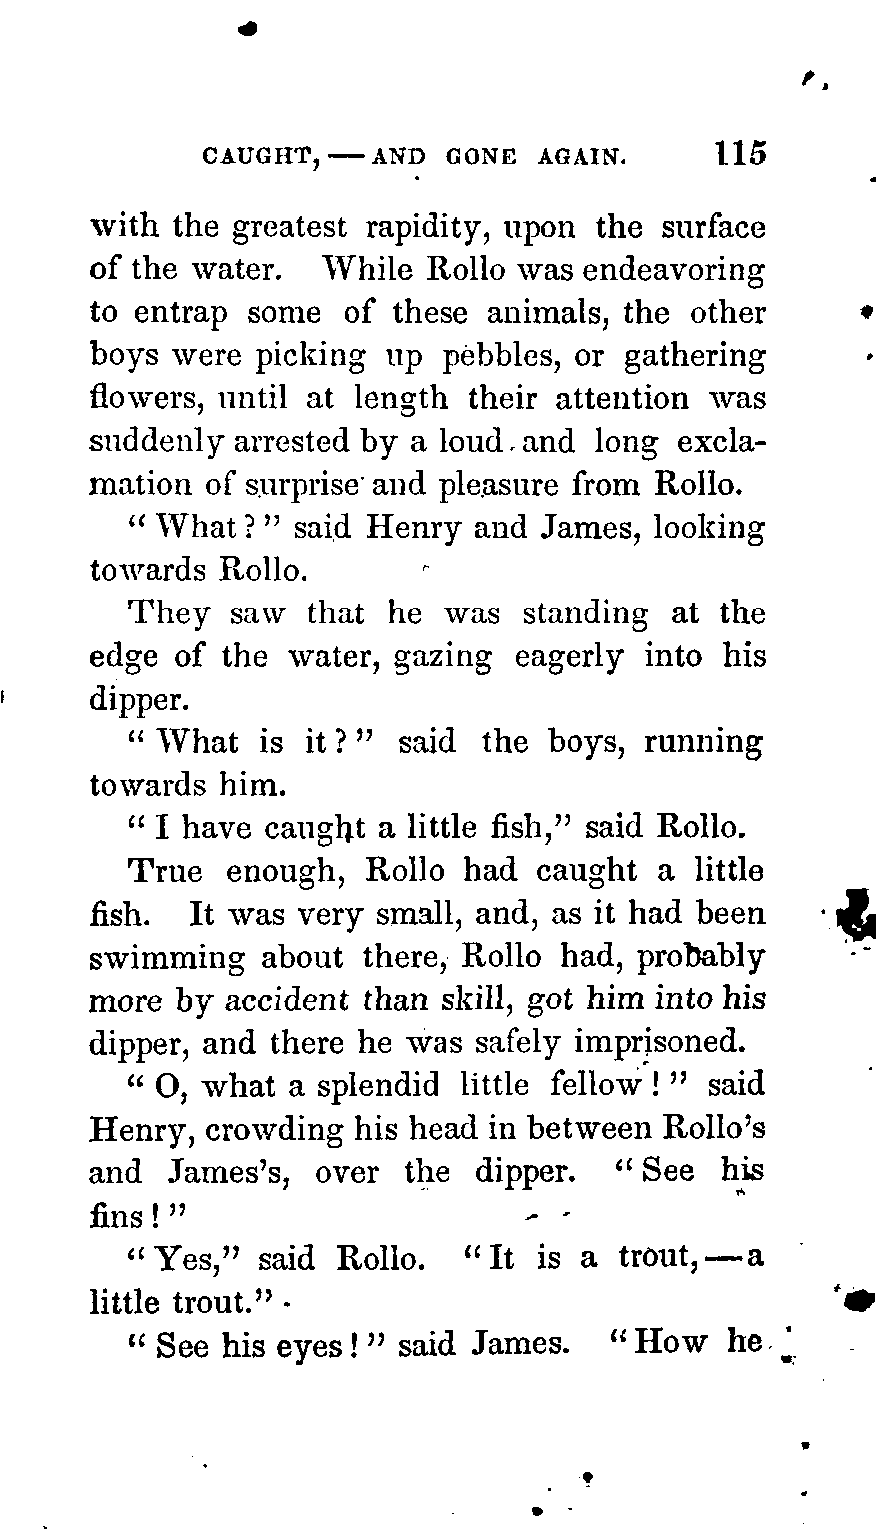 CAUGHT,—AND GONE AGAIN. 115
with the greatest rapidity, upon the surface
of the water. While Rollo was endeavoring
to entrap some of these animals, the other
boys were picking up pebbles, or gathering
flowers, until at length their attention was
suddenly arrested by a loud and long excla-
mation of surprise and pleasure from Rollo.
"What?" said Henry and James, looking
towards Rollo.
They saw that he was standing at the
edge of the water, gazing eagerly into his
dipper.
"What is it?" said the boys, running
towards him.
"I have caught a little fish," said Rollo.
True enough, Rollo had caught a little
fish. It was very small, and, as it had been
swimming about there, Rollo had, probably
more by accident than skill, got him into his
dipper, and there he was safely imprisoned.
"O, what a splendid little fellow!" said
Henry, crowding his head in between Rollo's
and James's, over the dipper. "See his
fins!"
"Yes," said Rollo. "It is a trout,—a
little trout."
"See his eyes!" said James. "How he